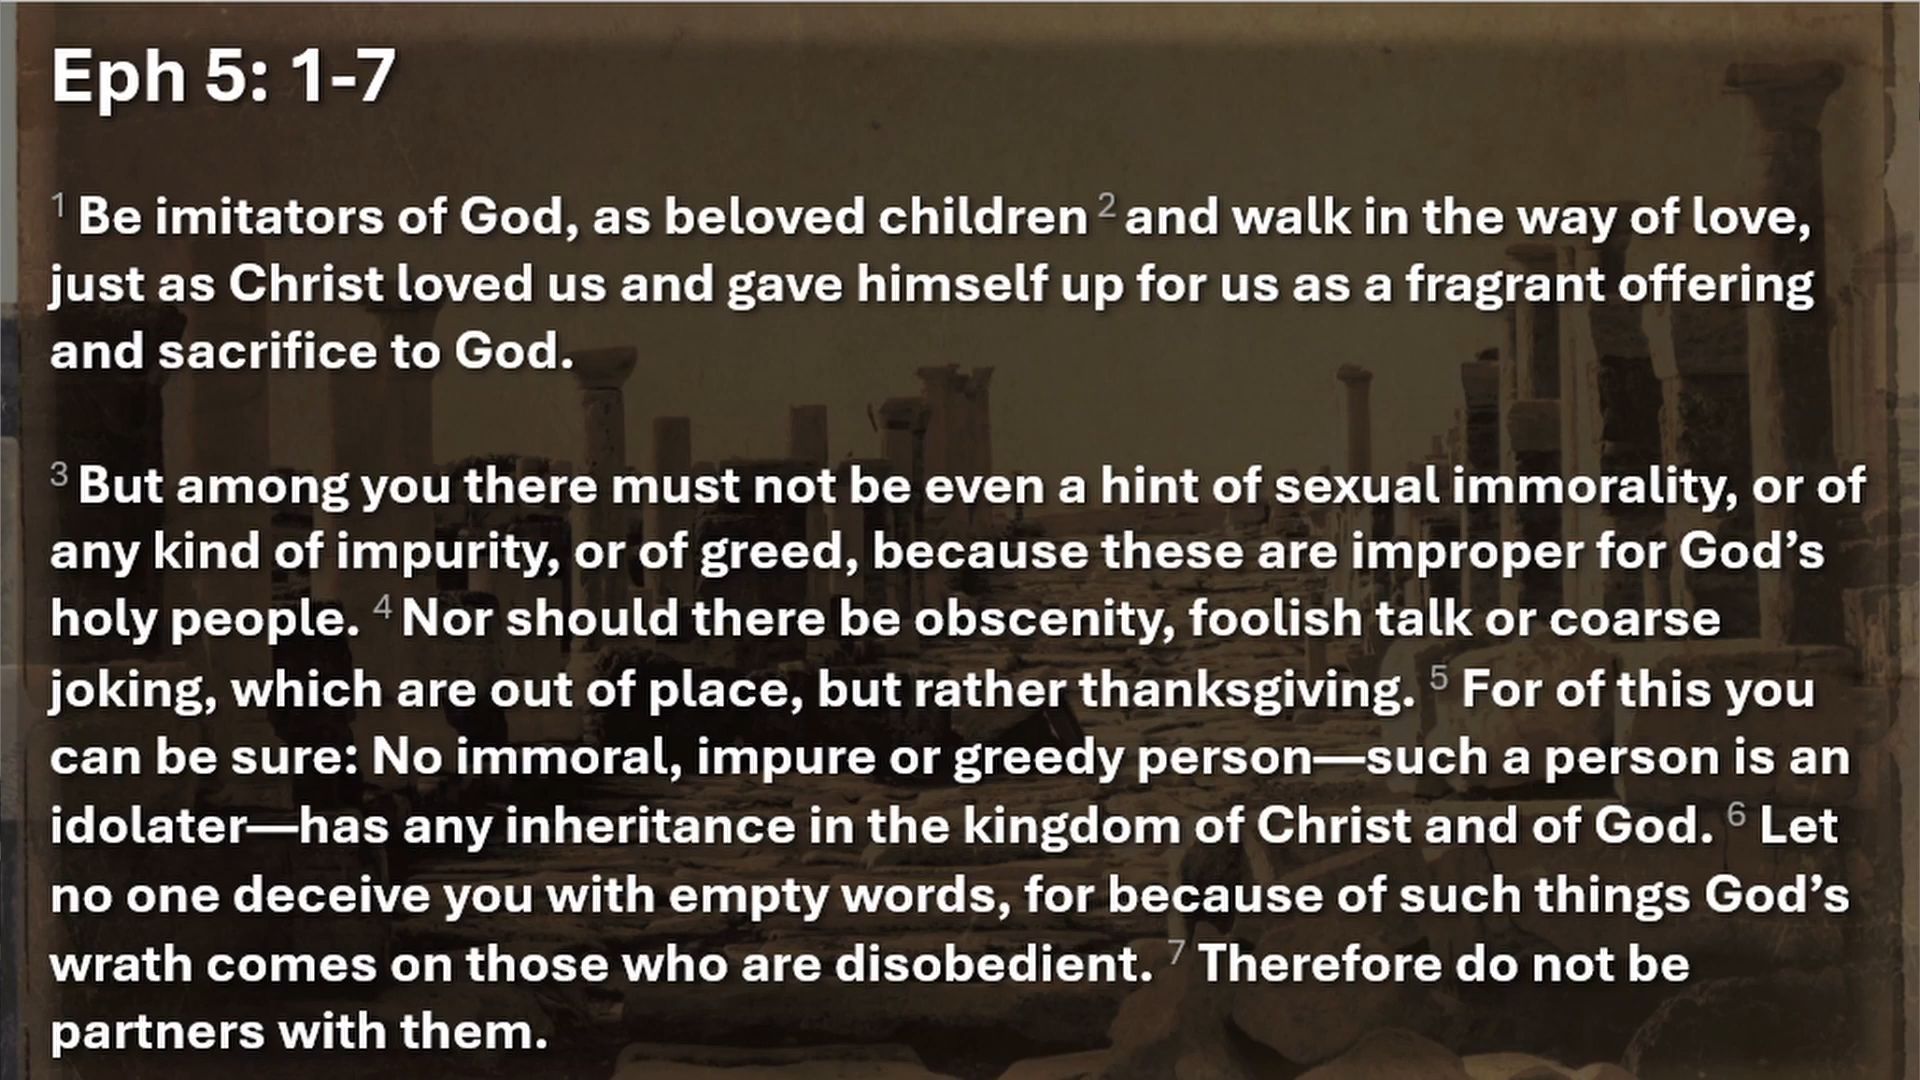 Eph 5: 1-7
1 Be imitators of God, as beloved children 2 and walk in the way of love,
just as Christ loved us and gave himself up for us as a fragrant offering
and sacrifice to God.
3 But among you there must not be even a hint of sexual immorality, or of
any kind of impurity, or of greed, because these are improper for God’s
holy people. 4 Nor should there be obscenity, foolish talk or coarse
joking, which are out of place, but rather thanksgiving. 5 For of this you
can be sure: No immoral, impure or greedy person—such a person is an
idolater—has any inheritance in the kingdom of Christ and of God. 6 Let
no one deceive you with empty words, for because of such things God’s
wrath comes on those who are disobedient. 7 Therefore do not be
partners with them.